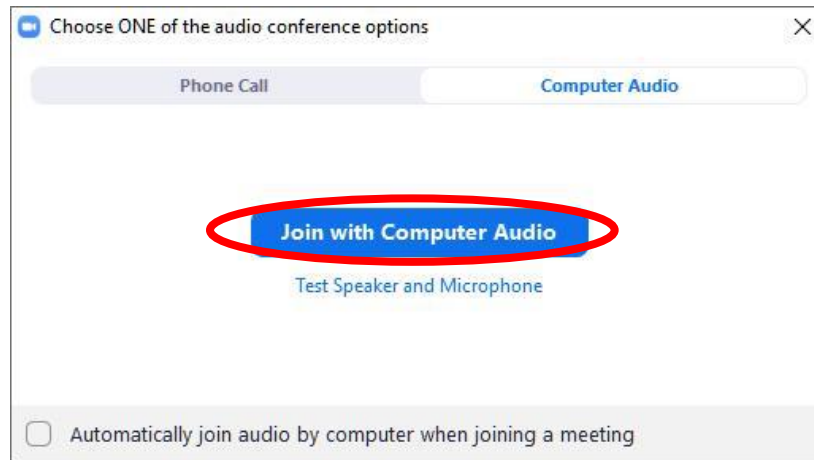 Choose ONE of the audio conference options
Phone Call
Computer Audio
Join with Computer Audio
Test Speaker and Microphone
Automatically join audio by computer when joining a meeting